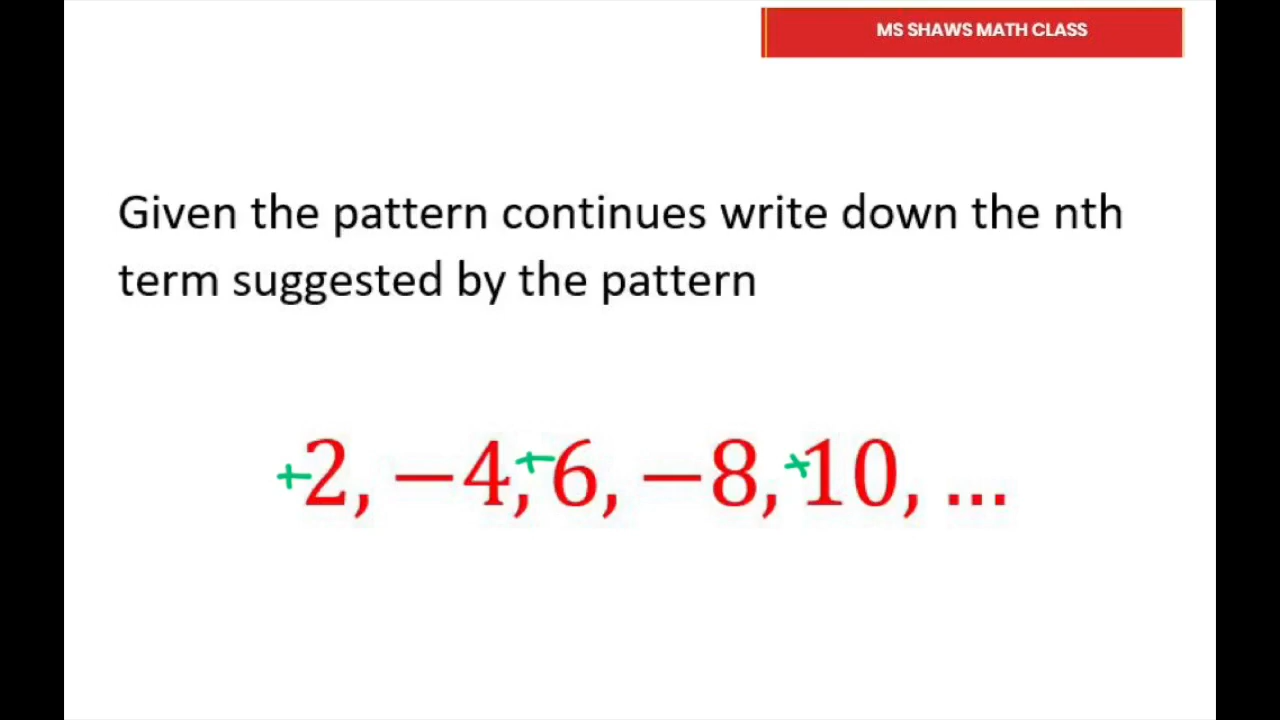 MS SHAWS MATH CLASS
Given the pattern continues write down the nth
term suggested by the pattern
+2, −4, +6, −8, +10, ...